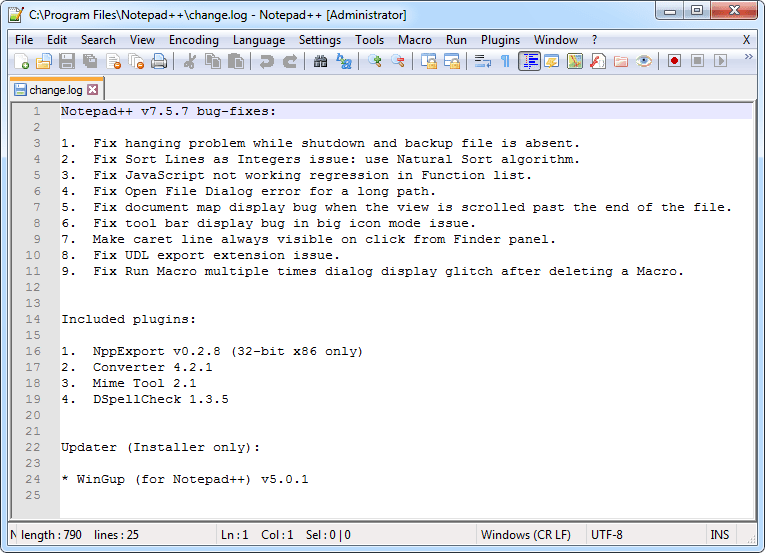 C:\Program Files\Notepad++\change.log - Notepad++ [Administrator]
File Edit Search View Encoding Language Settings Tools Macro Run Plugins Window ? X
change.log
1 Notepad++ v7.5.7 bug-fixes:
2
3 1. Fix hanging problem while shutdown and backup file is absent.
4 2. Fix Sort Lines as Integers issue: use Natural Sort algorithm.
5 3. Fix JavaScript not working regression in Function list.
6 4. Fix Open File Dialog error for a long path.
7 5. Fix document map display bug when the view is scrolled past the end of the file.
8 6. Fix tool bar display bug in big icon mode issue.
9 7. Make caret line always visible on click from Finder panel.
10 8. Fix UDL export extension issue.
11 9. Fix Run Macro multiple times dialog display glitch after deleting a Macro.
12
13
14 Included plugins:
15
16 1. NppExport v0.2.8 (32-bit x86 only)
17 2. Converter 4.2.1
18 3. Mime Tool 2.1
19 4. DSpellCheck 1.3.5
20
21
22 Updater (Installer only):
23
24 * WinGup (for Notepad++) v5.0.1
25
N length : 790 lines : 25 Ln : 1 Col : 1 Sel : 0 | 0 Windows (CR LF) UTF-8 INS